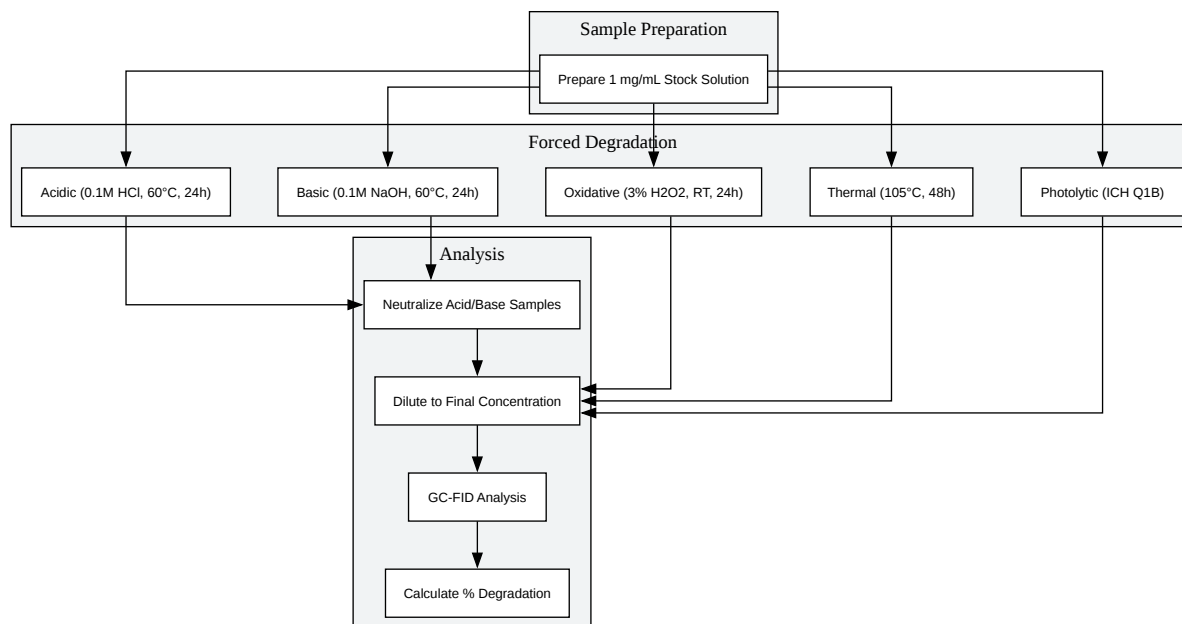 Sample Preparation
Prepare 1 mg/mL Stock Solution
Forced Degradation
Acidic (0.1M HCl, 60°C, 24h)
Basic (0.1M NaOH, 60°C, 24h)
Oxidative (3% H2O2, RT, 24h)
Thermal (105°C, 48h)
Photolytic (ICH Q1B)
Analysis
Neutralize Acid/Base Samples
Dilute to Final Concentration
GC-FID Analysis
Calculate % Degradation